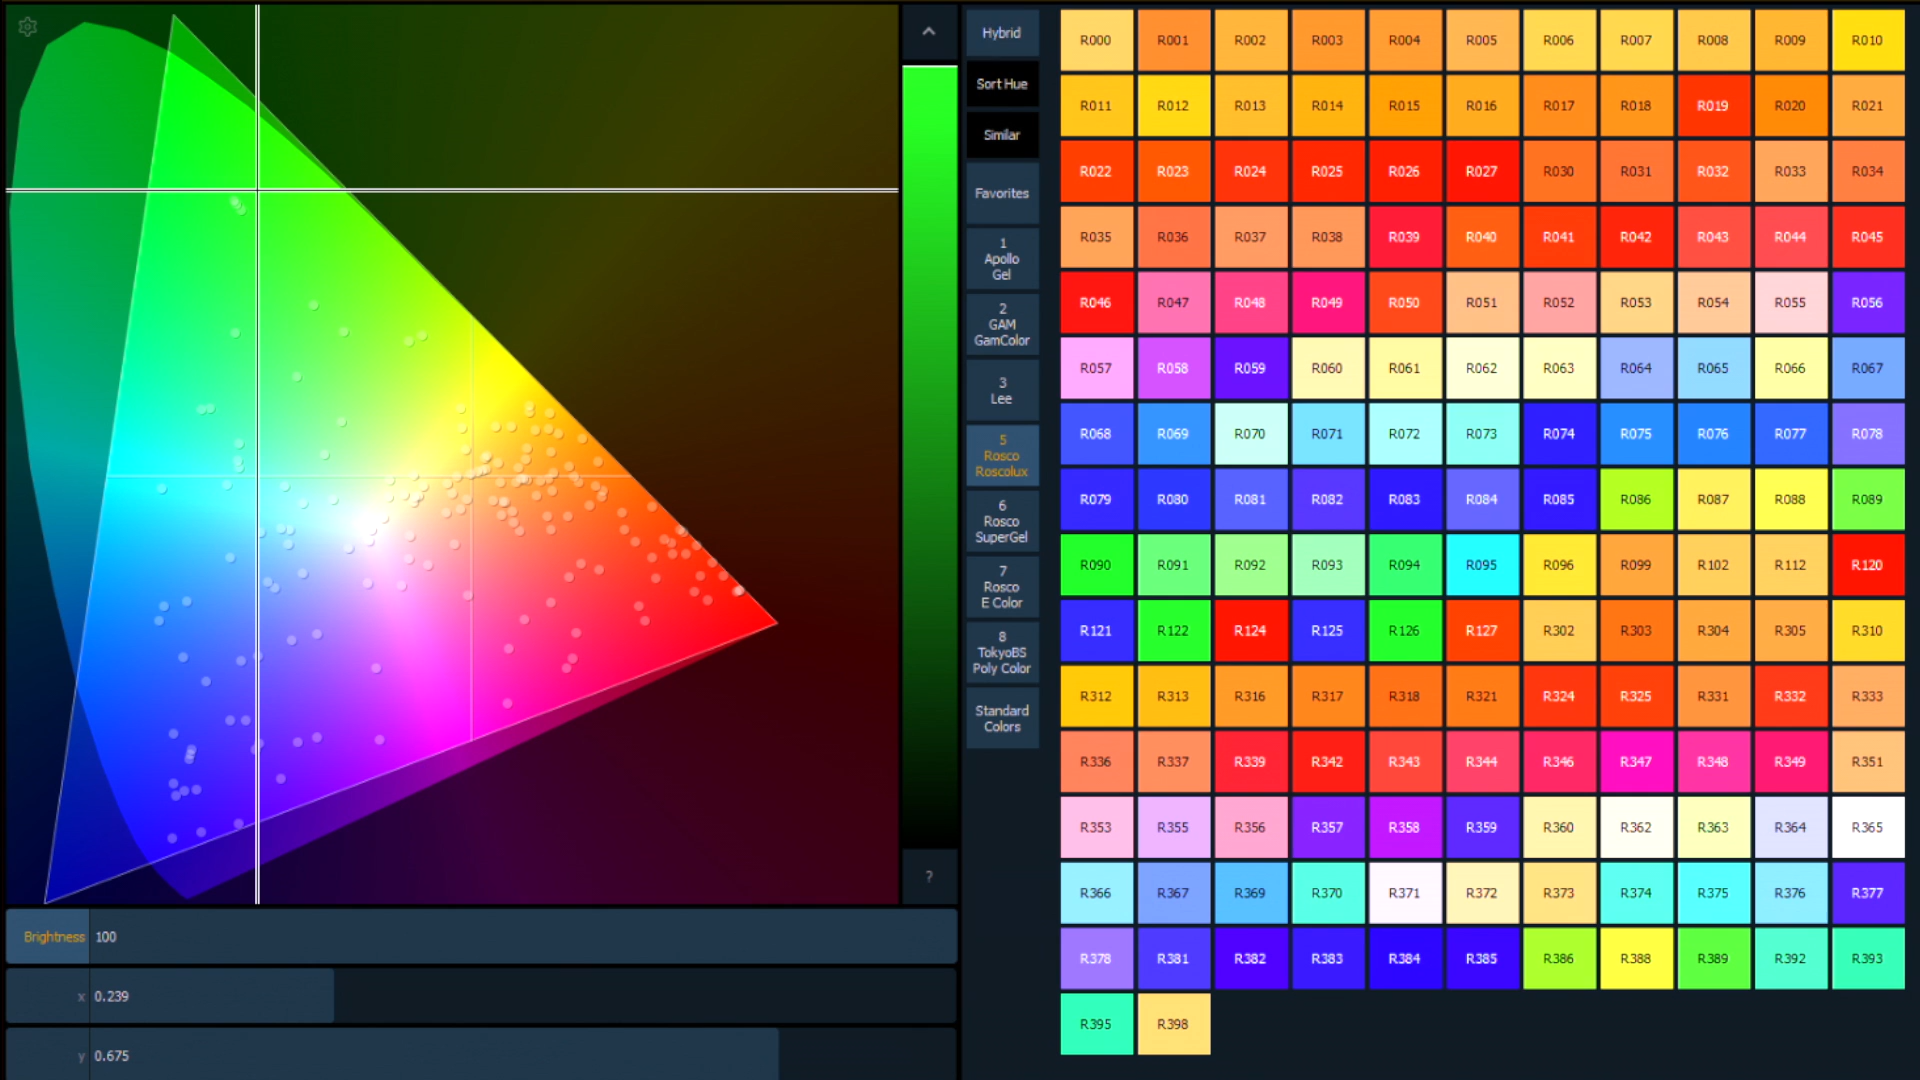 Hybrid
Sort Hue
Similar
Favorites
1
Apollo
Gel
2
GAM
GamColor
3
Lee
5
Rosco
Roscolux
6
Rosco
SuperGel
7
Rosco
E Color
8
TokyoBS
Poly Color
Standard
Colors
R000 R001 R002 R003 R004 R005 R006 R007 R008 R009 R010
R011 R012 R013 R014 R015 R016 R017 R018 R019 R020 R021
R022 R023 R024 R025 R026 R027 R030 R031 R032 R033 R034
R035 R036 R037 R038 R039 R040 R041 R042 R043 R044 R045
R046 R047 R048 R049 R050 R051 R052 R053 R054 R055 R056
R057 R058 R059 R060 R061 R062 R063 R064 R065 R066 R067
R068 R069 R070 R071 R072 R073 R074 R075 R076 R077 R078
R079 R080 R081 R082 R083 R084 R085 R086 R087 R088 R089
R090 R091 R092 R093 R094 R095 R096 R099 R102 R112 R120
R121 R122 R124 R125 R126 R127 R302 R303 R304 R305 R310
R312 R313 R316 R317 R318 R321 R324 R325 R331 R332 R333
R336 R337 R339 R342 R343 R344 R346 R347 R348 R349 R351
R353 R355 R356 R357 R358 R359 R360 R362 R363 R364 R365
R366 R367 R369 R370 R371 R372 R373 R374 R375 R376 R377
R378 R381 R382 R383 R384 R385 R386 R388 R389 R392 R393
R395 R398
?
Brightness 100
x 0.239
y 0.675